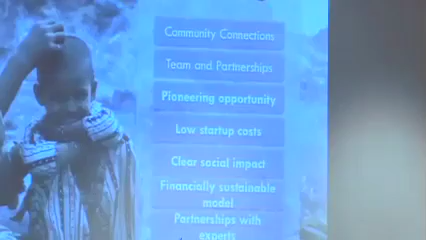 Community Connections
Team and Partnerships
Pioneering opportunity
Low startup costs
Clear social impact
Financially sustainable
model
Partnerships with
experts